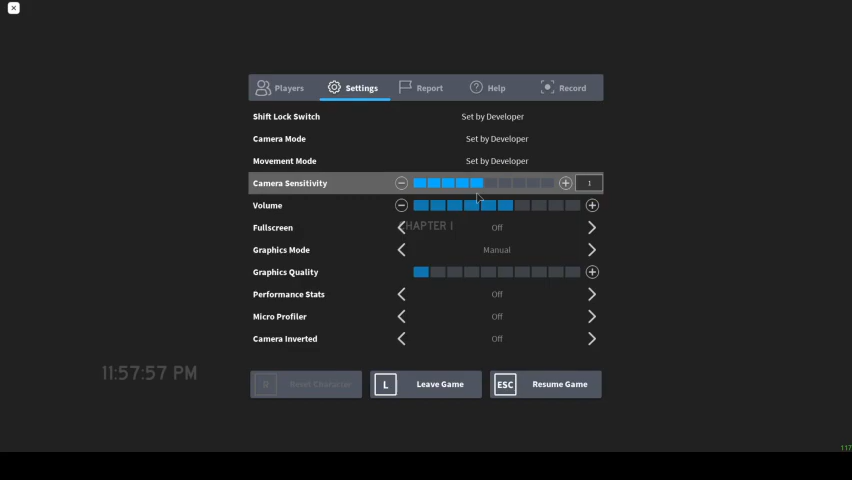 Players Settings Report Help Record
Shift Lock Switch Set by Developer
Camera Mode Set by Developer
Movement Mode Set by Developer
Camera Sensitivity 1
Volume
CHAPTER I
Fullscreen Off
Graphics Mode Manual
Graphics Quality
Performance Stats Off
Micro Profiler Off
Camera Inverted Off
11:57:57 PM
R Reset Character L Leave Game ESC Resume Game
117